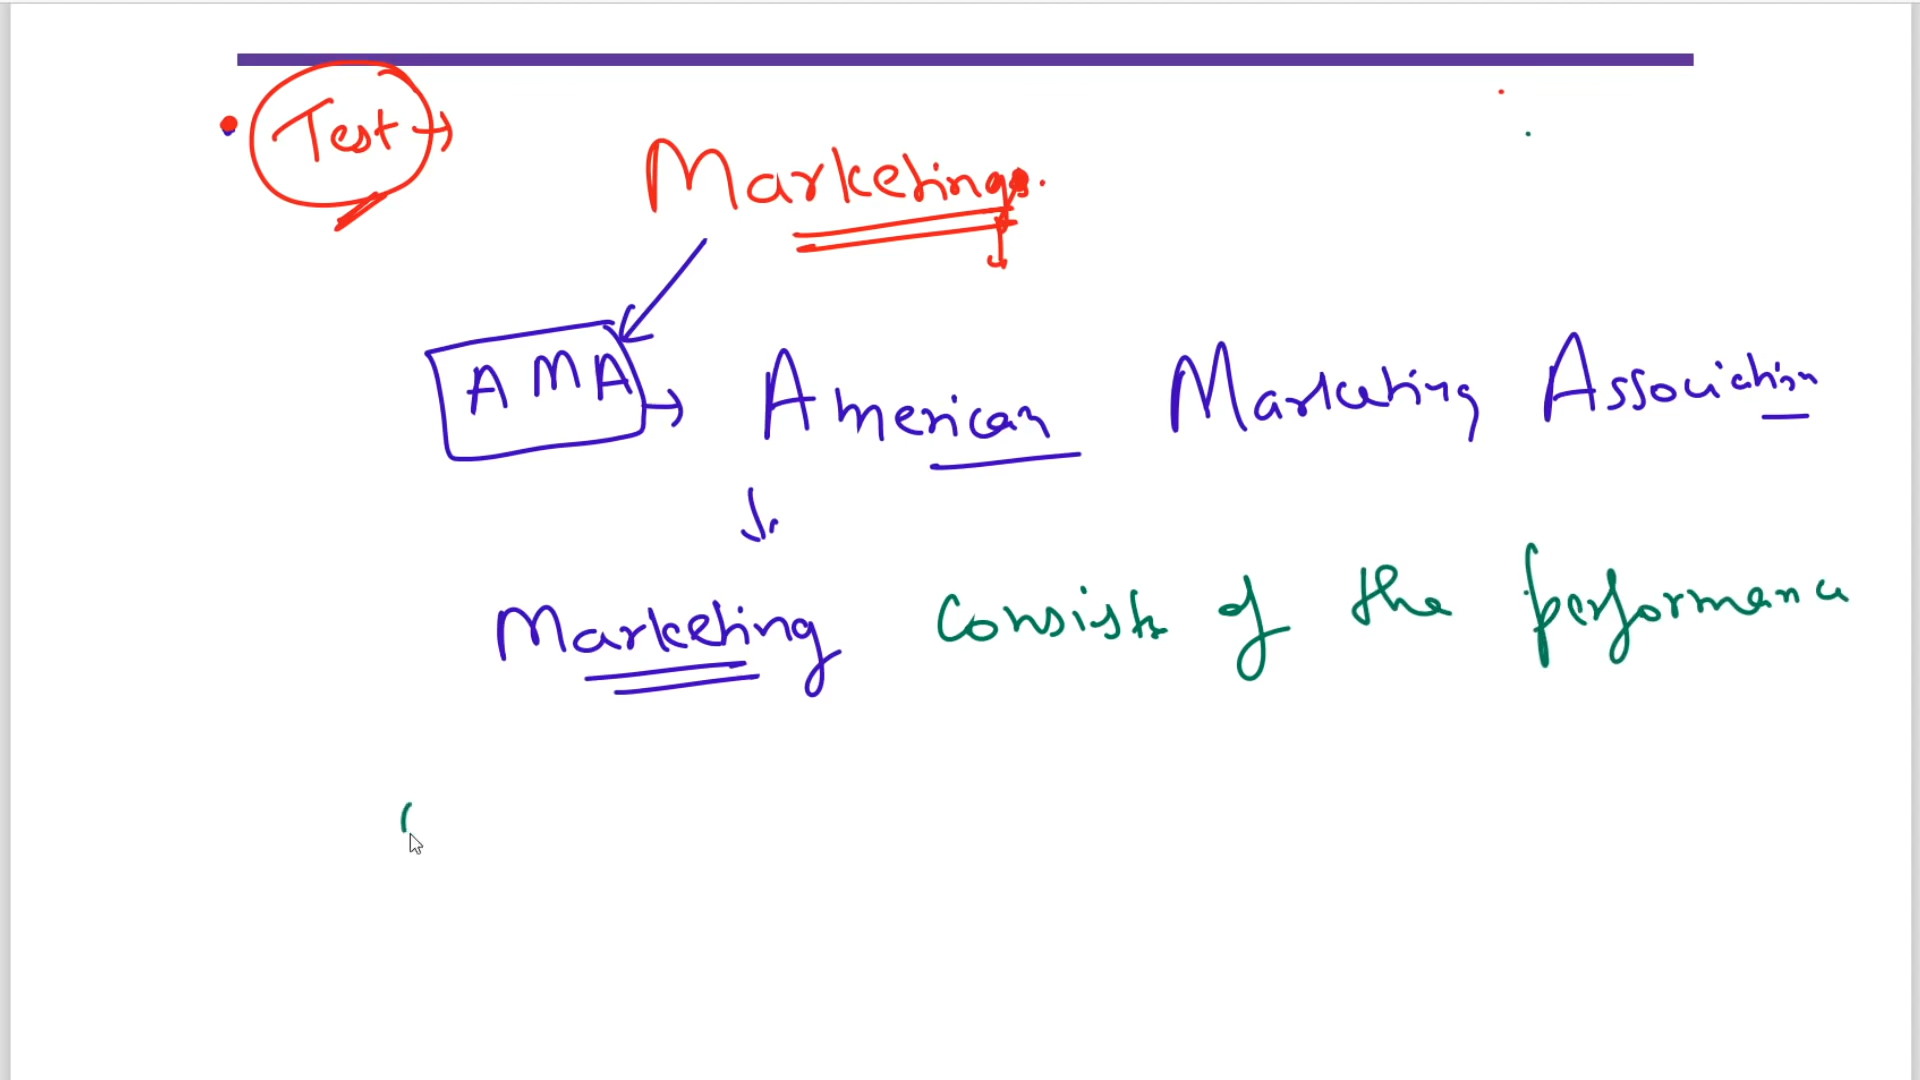 Test →
Marketing.
AMA → American Marketing Association
Marketing Consists of the performance